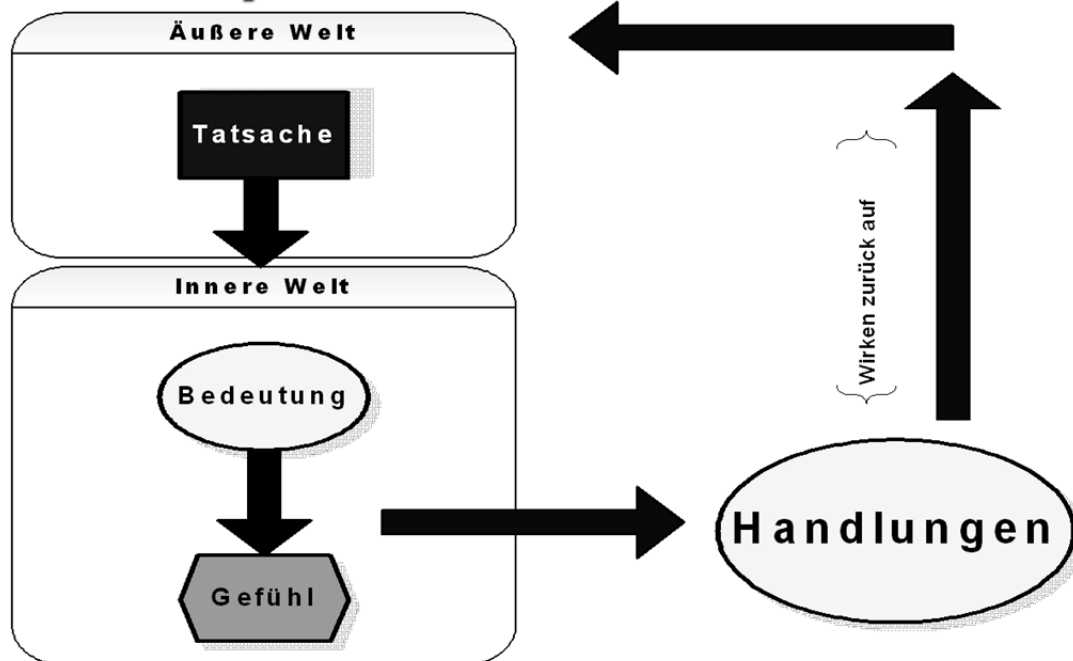 Äußere Welt
Tatsache
Innere Welt
Bedeutung
Gefühl
Handlungen
Wirken zurück auf